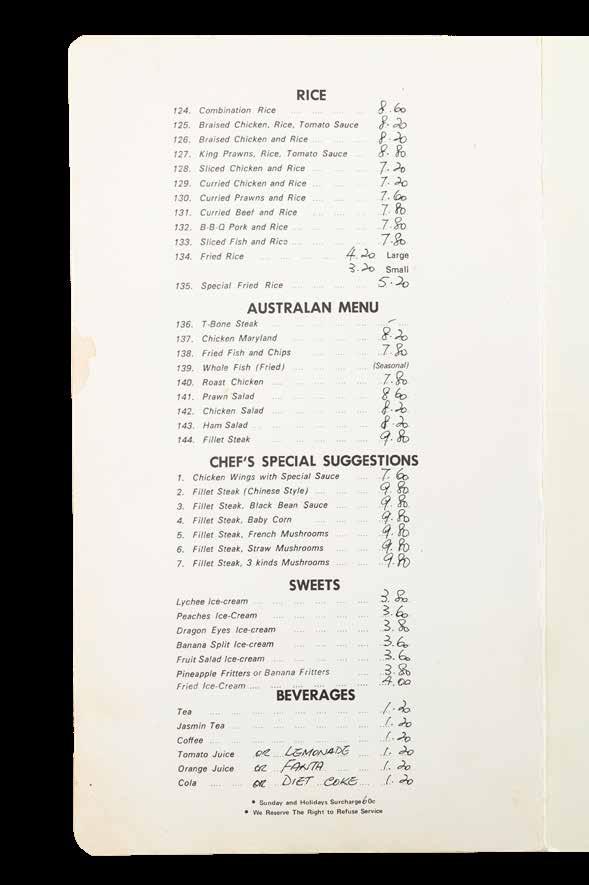 RICE
124. Combination Rice 8.60
125. Braised Chicken, Rice, Tomato Sauce 8.20
126. Braised Chicken and Rice 8.20
127. King Prawns, Rice, Tomato Sauce 8.80
128. Sliced Chicken and Rice 7.20
129. Curried Chicken and Rice 7.20
130. Curried Prawns and Rice 7.60
131. Curried Beef and Rice 7.80
132. B-B-Q Pork and Rice 7.80
133. Sliced Fish and Rice 7.80
134. Fried Rice 4.20 Large
3.20 Small
135. Special Fried Rice 5.20
AUSTRALAN MENU
136. T-Bone Steak –
137. Chicken Maryland 8.20
138. Fried Fish and Chips 7.80
139. Whole Fish (Fried) (Seasonal)
140. Roast Chicken 7.80
141. Prawn Salad 8.60
142. Chicken Salad 8.20
143. Ham Salad 8.20
144. Fillet Steak 9.80
CHEF'S SPECIAL SUGGESTIONS
1. Chicken Wings with Special Sauce 7.60
2. Fillet Steak (Chinese Style) 9.80
3. Fillet Steak, Black Bean Sauce 9.80
4. Fillet Steak, Baby Corn 9.80
5. Fillet Steak, French Mushrooms 9.80
6. Fillet Steak, Straw Mushrooms 9.80
7. Fillet Steak, 3 kinds Mushrooms 9.80
SWEETS
Lychee Ice-cream 3.80
Peaches Ice-Cream 3.60
Dragon Eyes Ice-cream 3.80
Banana Split Ice-cream 3.60
Fruit Salad Ice-cream 3.60
Pineapple Fritters or Banana Fritters 3.80
Fried Ice-Cream 4.00
BEVERAGES
Tea 1.20
Jasmin Tea 1.20
Coffee 1.20
Tomato Juice OR LEMONADE 1.20
Orange Juice OR FANTA 1.20
Cola OR DIET COKE 1.20
• Sunday and Holidays Surcharge 60c
• We Reserve The Right to Refuse Service